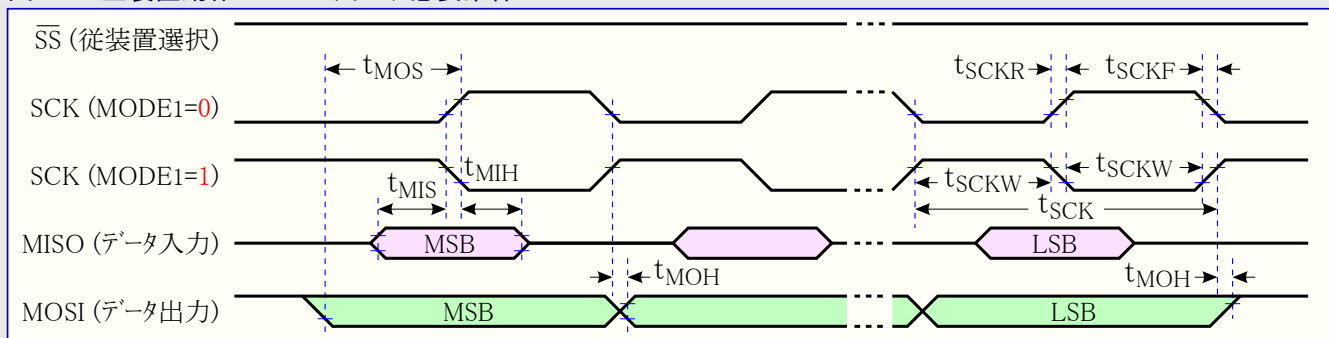 SS (従装置選択)
tMOS
tSCKR
tSCKF
SCK (MODE1=0)
SCK (MODE1=1)
tMIS
tMIH
tSCKW
tSCKW
tSCK
MISO (データ入力)
MSB
LSB
tMOH
tMOH
MOSI (データ出力)
MSB
LSB